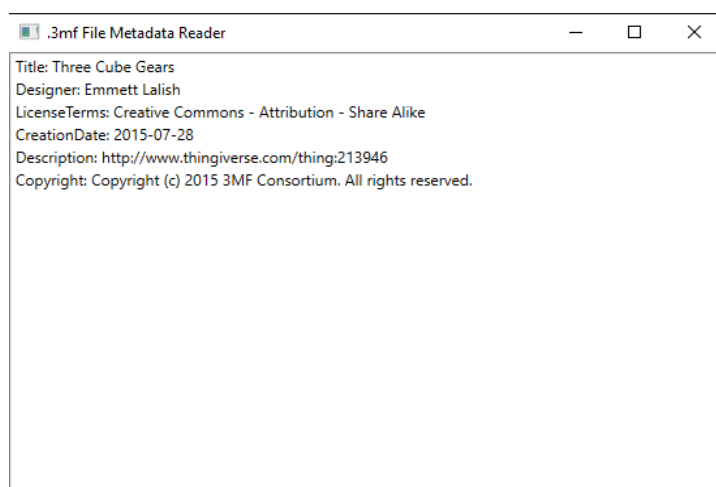 .3mf File Metadata Reader
Title: Three Cube Gears
Designer: Emmett Lalish
LicenseTerms: Creative Commons - Attribution - Share Alike
CreationDate: 2015-07-28
Description: http://www.thingiverse.com/thing:213946
Copyright: Copyright (c) 2015 3MF Consortium. All rights reserved.